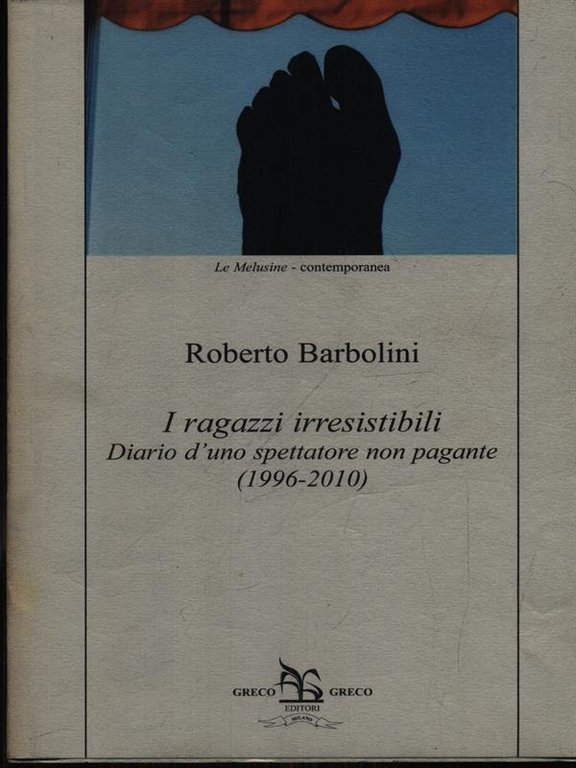 Le Melusine - contemporanea
Roberto Barbolini
I ragazzi irresistibili
Diario d'uno spettatore non pagante
(1996-2010)
GRECO GRECO
EDITORI
MILANO